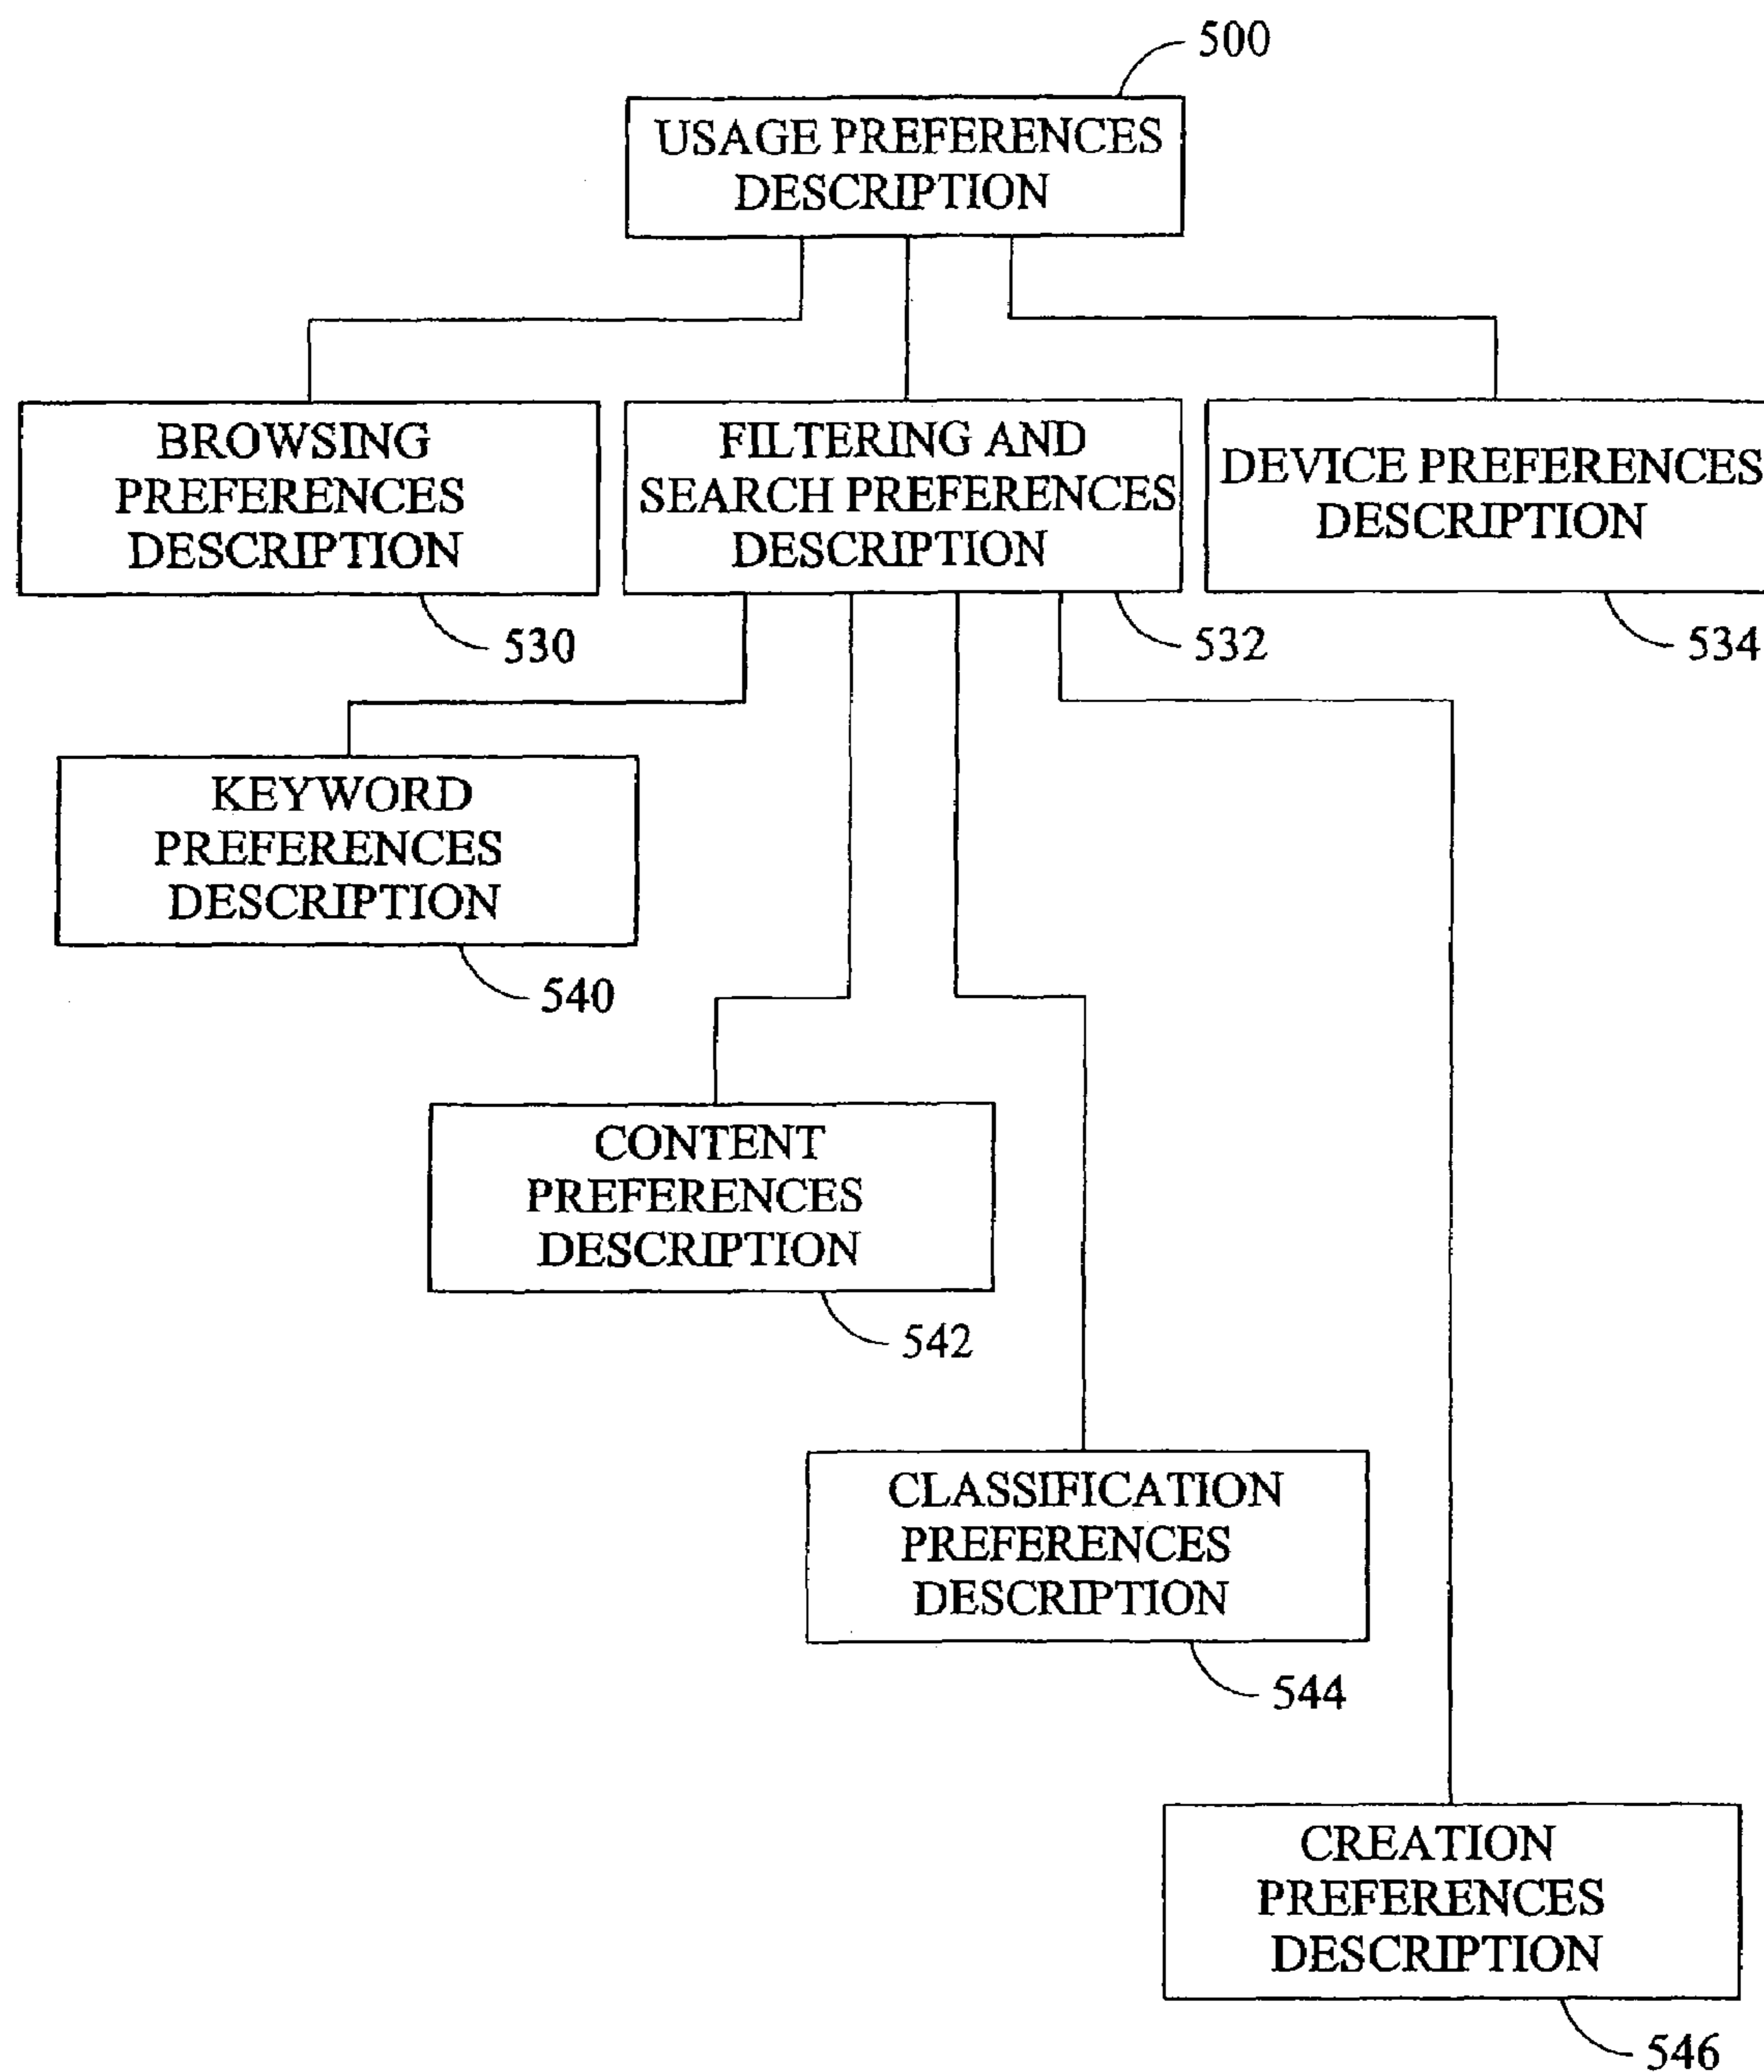 500
USAGE PREFERENCES
DESCRIPTION
BROWSING
PREFERENCES
DESCRIPTION
530
FILTERING AND
SEARCH PREFERENCES
DESCRIPTION
532
DEVICE PREFERENCES
DESCRIPTION
534
KEYWORD
PREFERENCES
DESCRIPTION
540
CONTENT
PREFERENCES
DESCRIPTION
542
CLASSIFICATION
PREFERENCES
DESCRIPTION
544
CREATION
PREFERENCES
DESCRIPTION
546